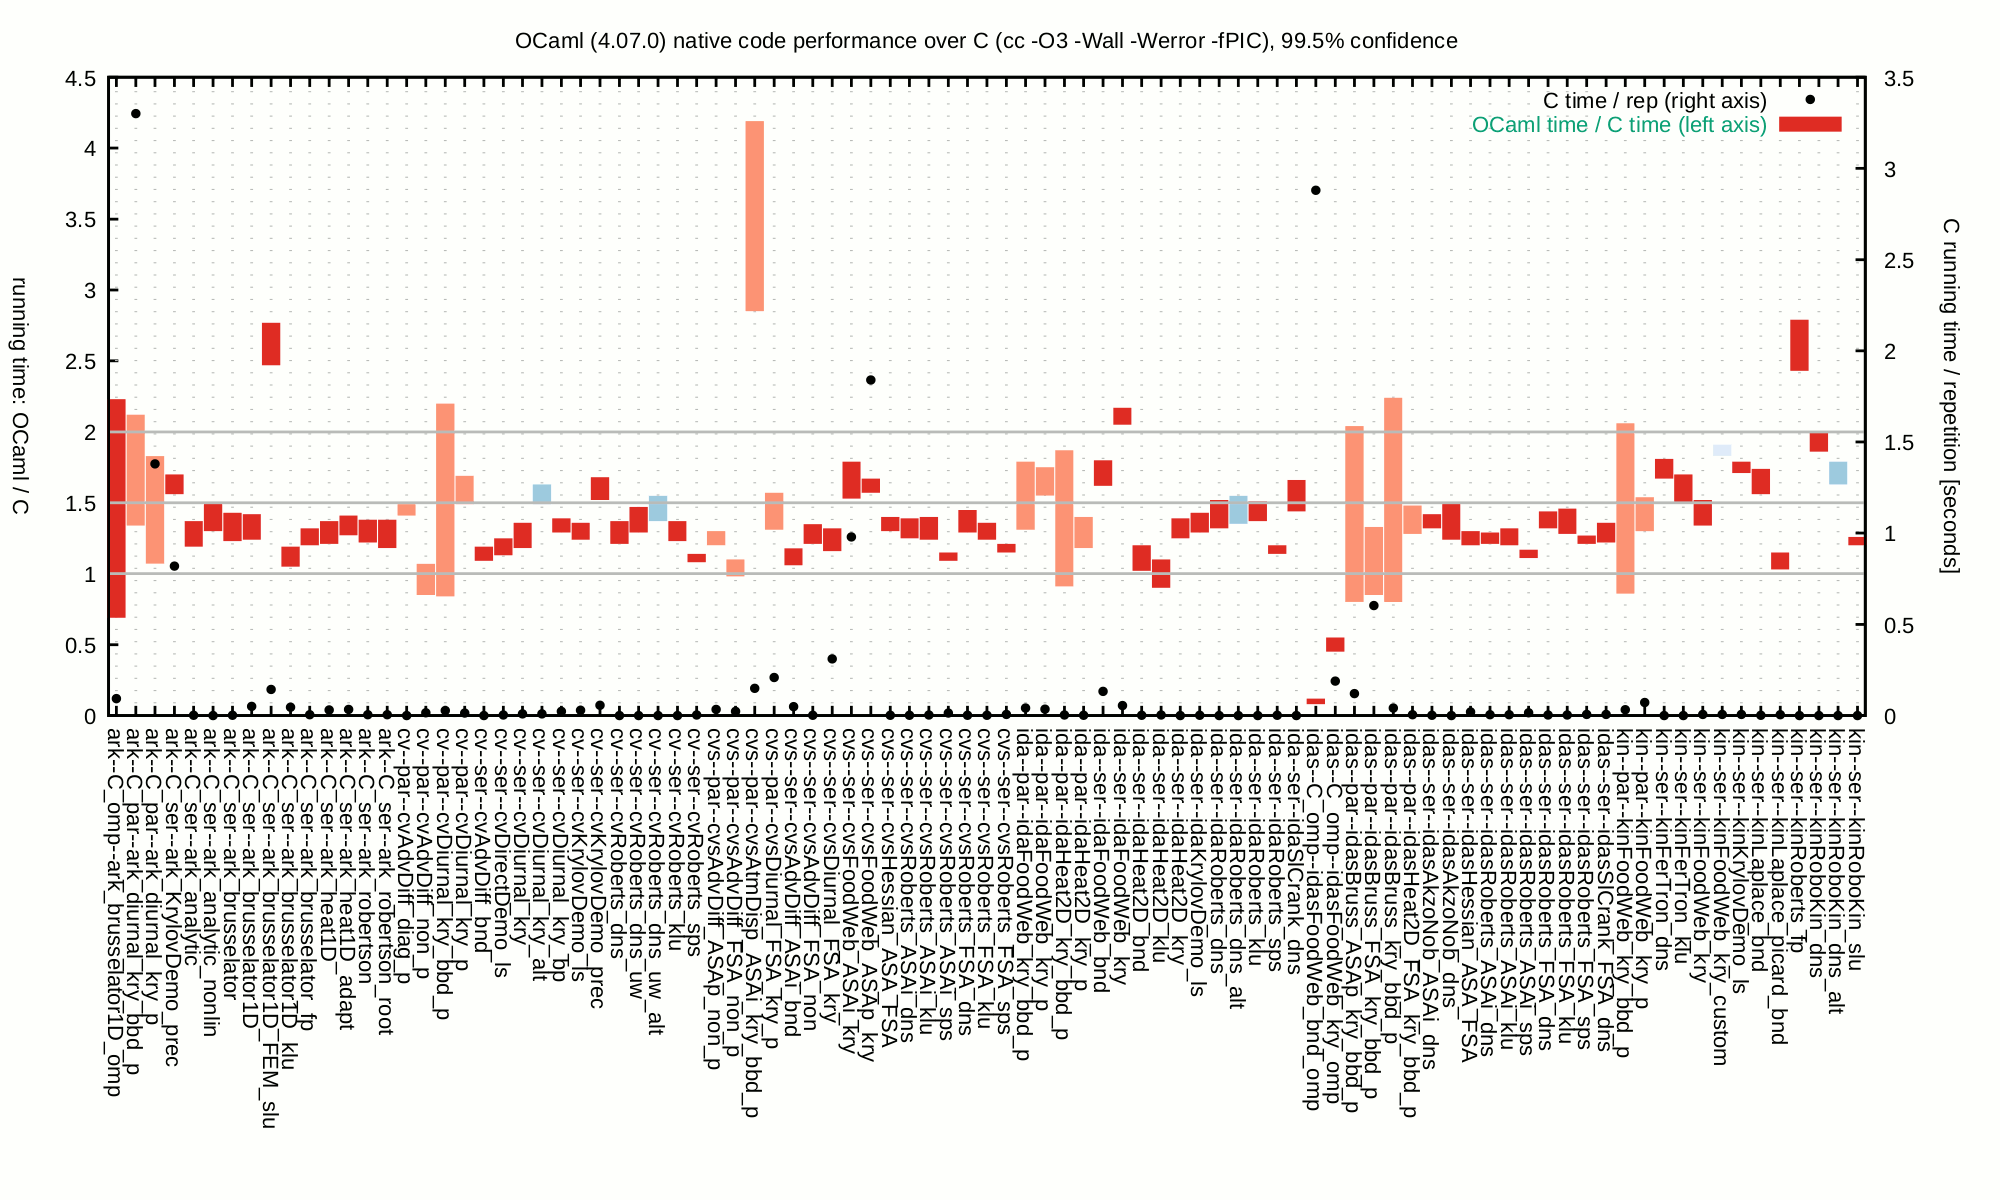 OCaml (4.07.0) native code performance over C (cc -O3 -Wall -Werror -fPIC), 99.5% confidence
C time / rep (right axis)
OCaml time / C time (left axis)
running time: OCaml / C
4.5
4
3.5
3
2.5
2
1.5
1
0.5
0
3.5
3
2.5
2
1.5
1
0.5
0
C running time / repetition [seconds]
ark--C_omp--ark_brusselator1D_omp
ark--C_par--ark_diurnal_kry_bbd_p
ark--C_par--ark_diurnal_kry_p
ark--C_ser--ark_KrylovDemo_prec
ark--C_ser--ark_analytic
ark--C_ser--ark_analytic_nonlin
ark--C_ser--ark_brusselator
ark--C_ser--ark_brusselator1D
ark--C_ser--ark_brusselator1D_FEM_slu
ark--C_ser--ark_brusselator1D_klu
ark--C_ser--ark_brusselator_fp
ark--C_ser--ark_heat1D
ark--C_ser--ark_heat1D_adapt
ark--C_ser--ark_robertson
ark--C_ser--ark_robertson_root
cv--par--cvAdvDiff_diag_p
cv--par--cvAdvDiff_non_p
cv--par--cvDiurnal_kry_bbd_p
cv--par--cvDiurnal_kry_p
cv--ser--cvAdvDiff_bnd
cv--ser--cvDirectDemo_ls
cv--ser--cvDiurnal_kry
cv--ser--cvDiurnal_kry_alt
cv--ser--cvDiurnal_kry_bp
cv--ser--cvKrylovDemo_ls
cv--ser--cvKrylovDemo_prec
cv--ser--cvRoberts_dns
cv--ser--cvRoberts_dns_uw
cv--ser--cvRoberts_dns_uw_alt
cv--ser--cvRoberts_klu
cv--ser--cvRoberts_sps
cvs--par--cvsAdvDiff_ASAp_non_p
cvs--par--cvsAdvDiff_FSA_non_p
cvs--par--cvsAtmDisp_ASAi_kry_bbd_p
cvs--par--cvsDiurnal_FSA_kry_p
cvs--ser--cvsAdvDiff_ASAi_bnd
cvs--ser--cvsAdvDiff_FSA_non
cvs--ser--cvsDiurnal_FSA_kry
cvs--ser--cvsFoodWeb_ASAi_kry
cvs--ser--cvsFoodWeb_ASAp_kry
cvs--ser--cvsHessian_ASA_FSA
cvs--ser--cvsRoberts_ASAi_dns
cvs--ser--cvsRoberts_ASAi_klu
cvs--ser--cvsRoberts_ASAi_sps
cvs--ser--cvsRoberts_FSA_dns
cvs--ser--cvsRoberts_FSA_klu
cvs--ser--cvsRoberts_FSA_sps
ida--par--idaFoodWeb_kry_bbd_p
ida--par--idaFoodWeb_kry_p
ida--par--idaHeat2D_kry_bbd_p
ida--par--idaHeat2D_kry_p
ida--ser--idaFoodWeb_bnd
ida--ser--idaFoodWeb_kry
ida--ser--idaHeat2D_bnd
ida--ser--idaHeat2D_klu
ida--ser--idaHeat2D_kry
ida--ser--idaKrylovDemo_ls
ida--ser--idaRoberts_dns
ida--ser--idaRoberts_dns_alt
ida--ser--idaRoberts_klu
ida--ser--idaRoberts_sps
ida--ser--idaSlCrank_dns
idas--C_omp--idasFoodWeb_bnd_omp
idas--C_omp--idasFoodWeb_kry_omp
idas--par--idasBruss_ASAp_kry_bbd_p
idas--par--idasBruss_FSA_kry_bbd_p
idas--par--idasBruss_kry_bbd_p
idas--par--idasHeat2D_FSA_kry_bbd_p
idas--ser--idasAkzoNob_ASAi_dns
idas--ser--idasAkzoNob_dns
idas--ser--idasHessian_ASA_FSA
idas--ser--idasRoberts_ASAi_dns
idas--ser--idasRoberts_ASAi_klu
idas--ser--idasRoberts_ASAi_sps
idas--ser--idasRoberts_FSA_dns
idas--ser--idasRoberts_FSA_klu
idas--ser--idasRoberts_FSA_sps
idas--ser--idasSlCrank_FSA_dns
kin--par--kinFoodWeb_kry_bbd_p
kin--par--kinFoodWeb_kry_p
kin--ser--kinFerTron_dns
kin--ser--kinFerTron_klu
kin--ser--kinFoodWeb_kry
kin--ser--kinFoodWeb_kry_custom
kin--ser--kinKrylovDemo_ls
kin--ser--kinLaplace_bnd
kin--ser--kinLaplace_picard_bnd
kin--ser--kinRoberts_fp
kin--ser--kinRoboKin_dns
kin--ser--kinRoboKin_dns_alt
kin--ser--kinRoboKin_slu